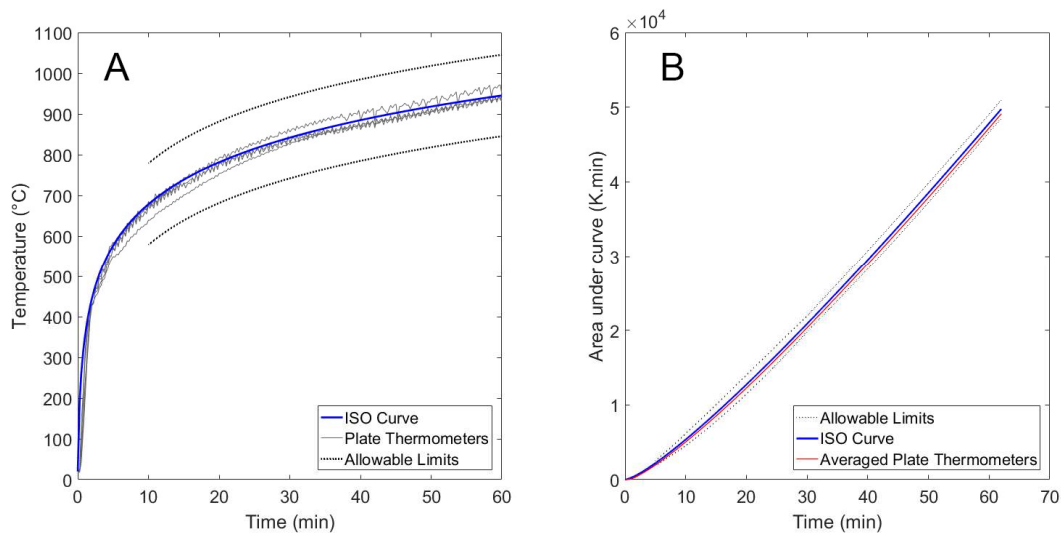 A
Temperature (°C)
1100
1000
900
800
700
600
500
400
300
200
100
0
0 10 20 30 40 50 60
Time (min)
ISO Curve
Plate Thermometers
Allowable Limits
B
×10⁴
Area under curve (K.min)
6
5
4
3
2
1
0
0 10 20 30 40 50 60 70
Time (min)
Allowable Limits
ISO Curve
Averaged Plate Thermometers